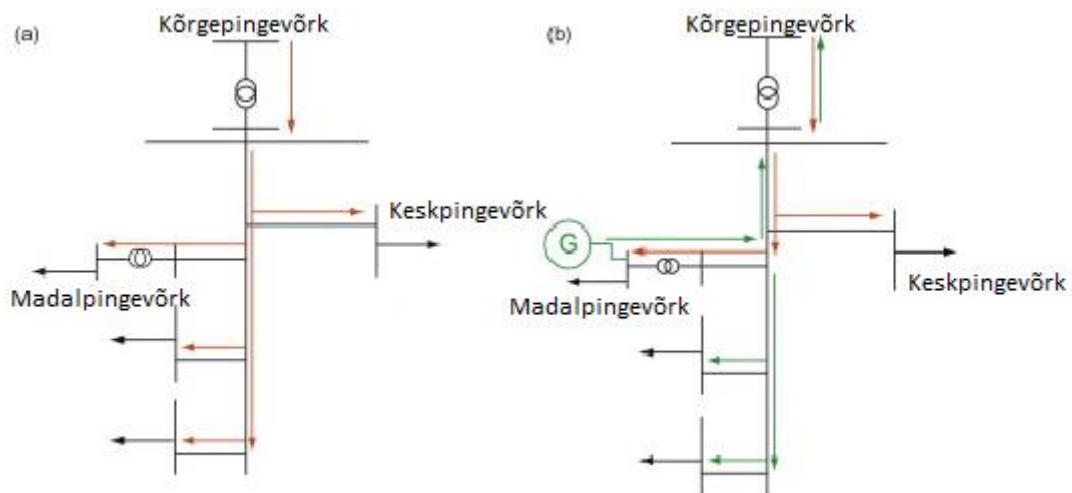 (a)
Kõrgepingevõrk
Keskpingevõrk
Madalpingevõrk
(b)
Kõrgepingevõrk
G
Madalpingevõrk
Keskpingevõrk